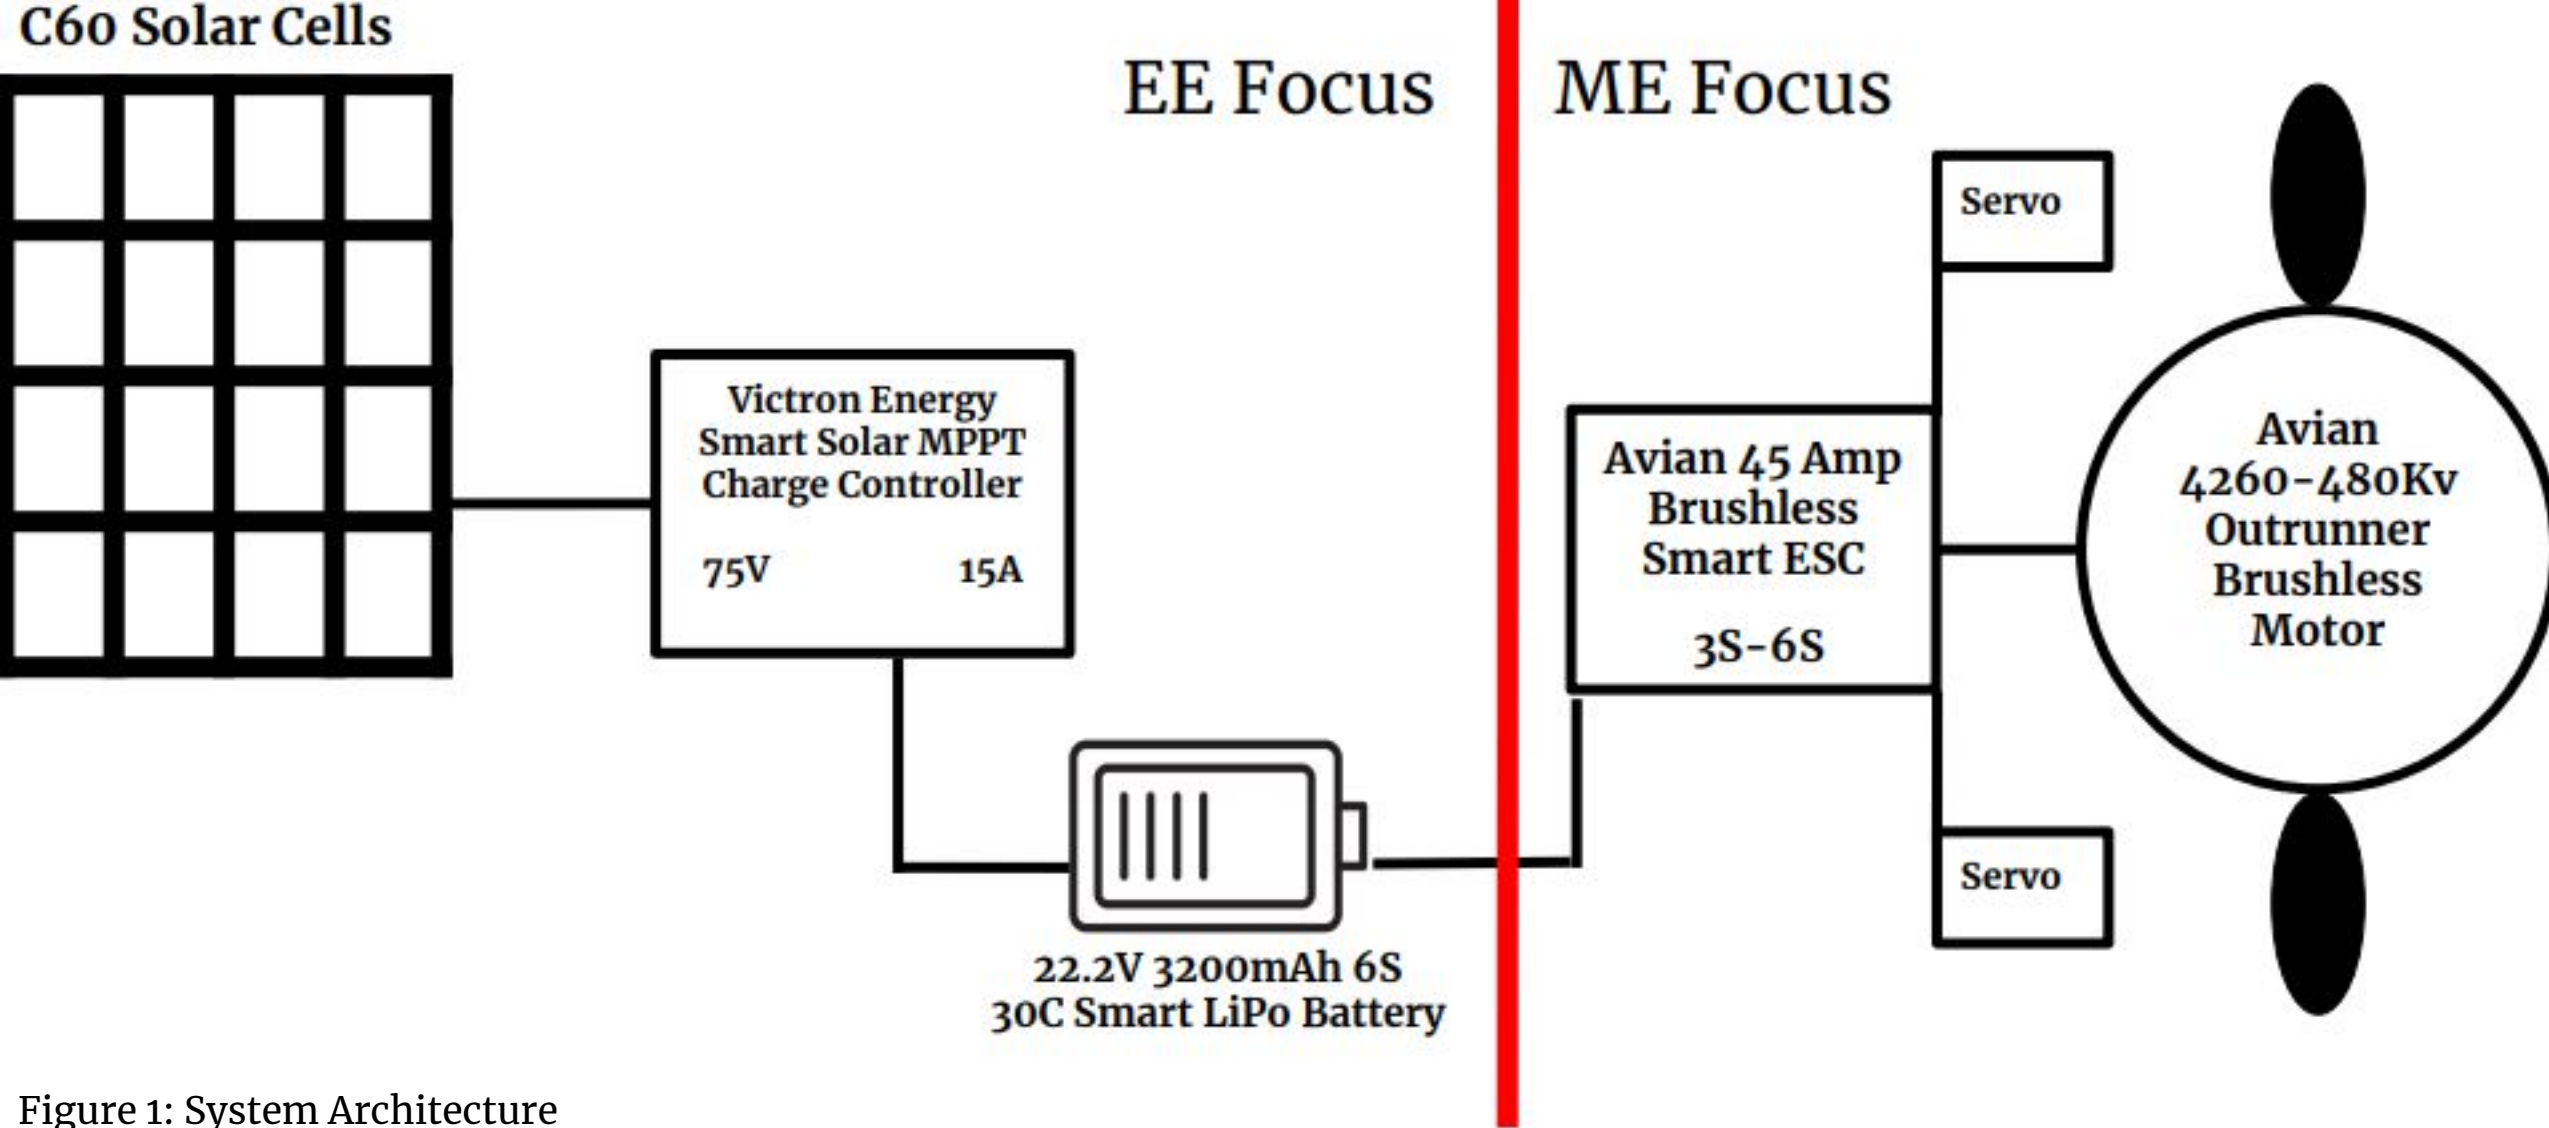 C60 Solar Cells
EE Focus
ME Focus
Servo
Victron Energy
Smart Solar MPPT
Charge Controller
75V 15A
Avian 45 Amp
Brushless
Smart ESC
3S-6S
Avian
4260-480Kv
Outrunner
Brushless
Motor
Servo
22.2V 3200mAh 6S
30C Smart LiPo Battery
Figure 1: System Architecture